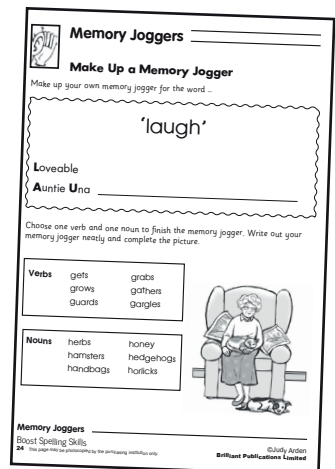 Memory Joggers
Make Up a Memory Jogger
Make up your own memory jogger for the word ...
'laugh'
Loveable
Auntie Una
Choose one verb and one noun to finish the memory jogger. Write out your
memory jogger neatly and complete the picture.
Verbs gets grabs
grows gathers
guards gargles
Nouns herbs honey
hamsters hedgehogs
handbags horlicks
Memory Joggers
Boost Spelling Skills ©Judy Arden
24 This page may be photocopied by the purchasing institution only. Brilliant Publications Limited